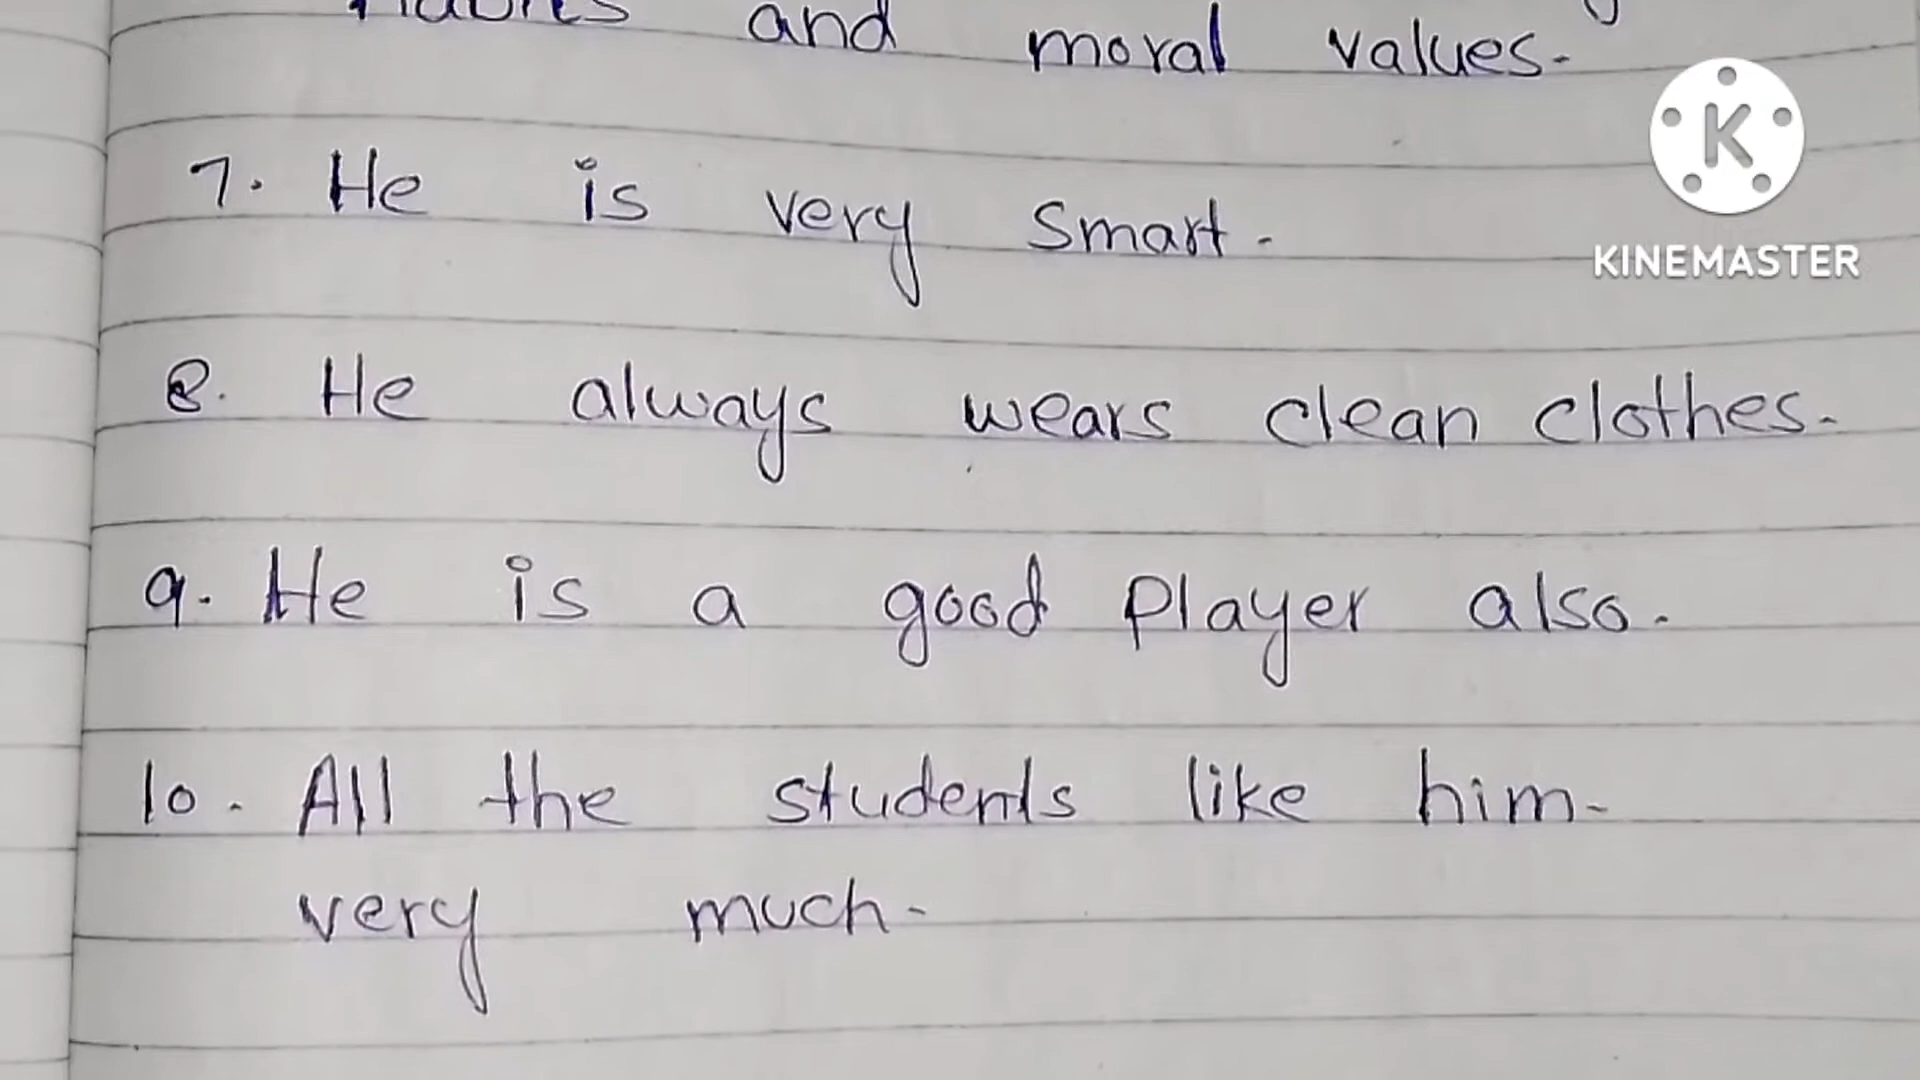 habits and moral values.
7. He is very smart.
KINEMASTER
8. He always wears clean clothes.
9. He is a good player also.
10. All the students like him
very much.